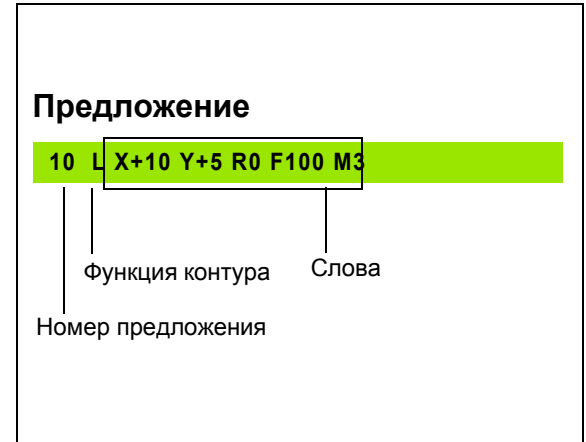 Предложение
10 L X+10 Y+5 R0 F100 M3
Функция контура Слова
Номер предложения